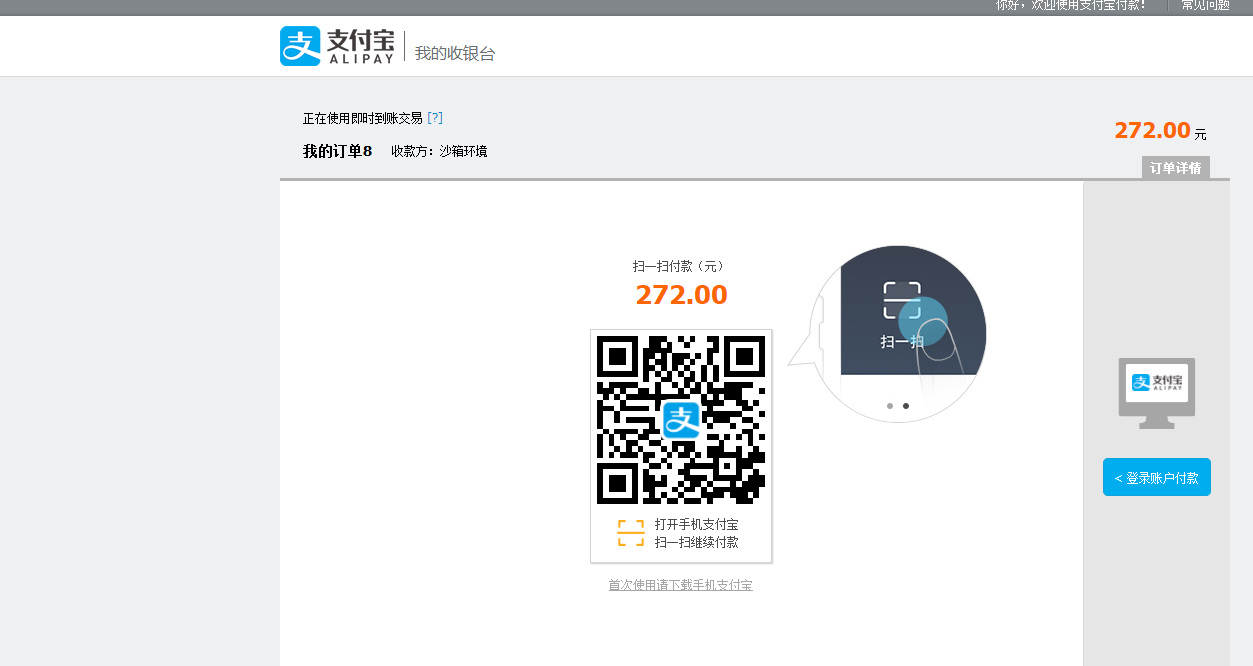 你好，欢迎使用支付宝付款！ 常见问题
支 支付宝 我的收银台
ALIPAY
正在使用即时到账交易 [?]
272.00 元
我的订单8 收款方：沙箱环境
订单详情
扫一扫付款（元）
272.00
扫一扫
支
支 支付宝
ALIPAY
< 登录账户付款
打开手机支付宝
扫一扫继续付款
首次使用请下载手机支付宝